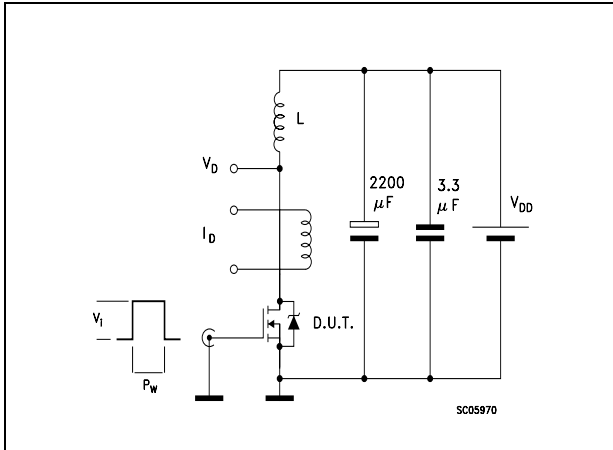 L
V_D
2200 μF
3.3 μF
V_DD
I_D
D.U.T.
V_i
P_W
SC05970